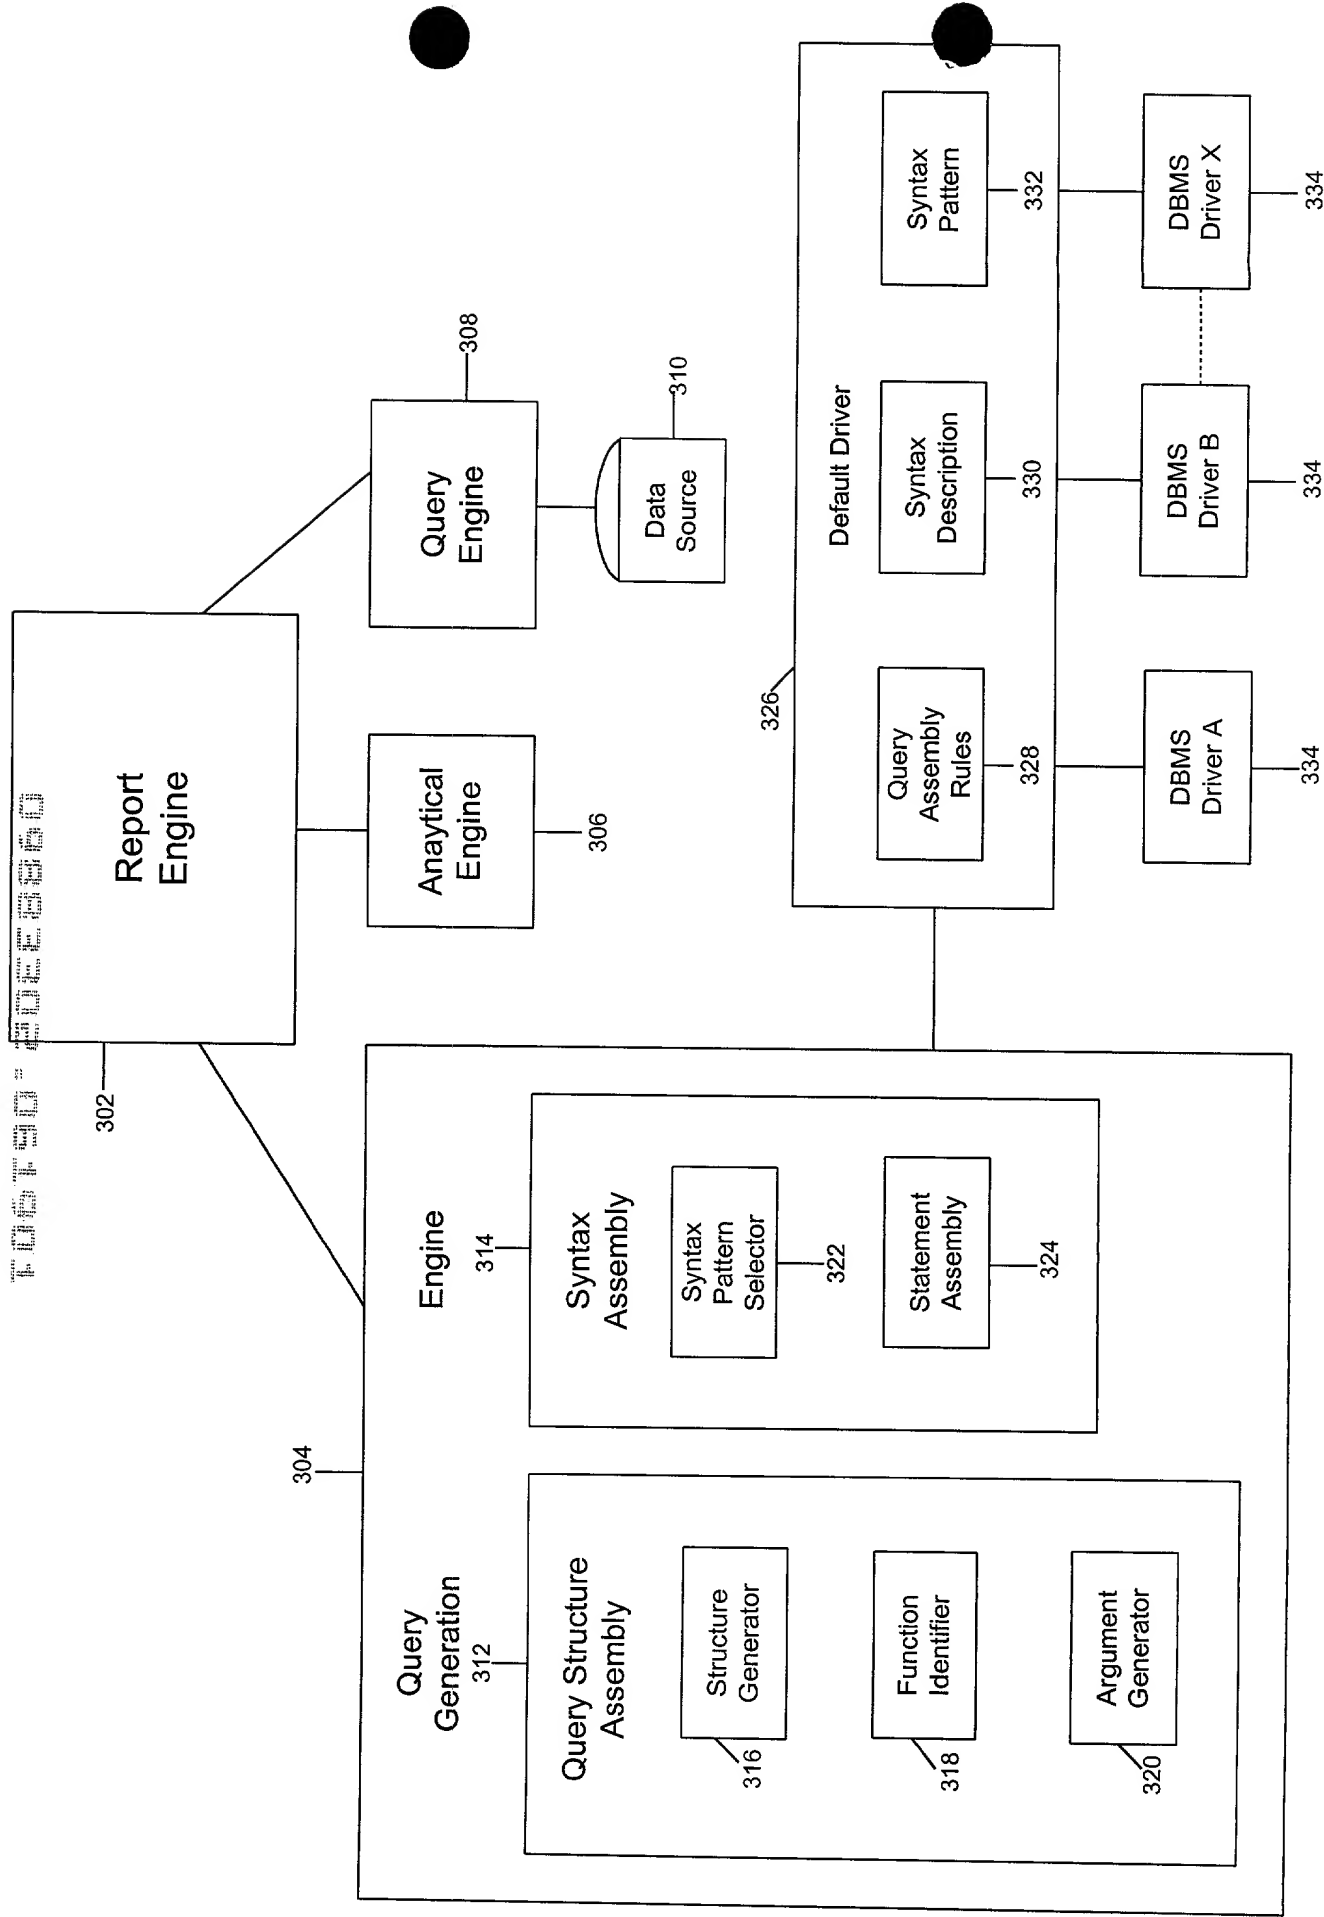 Report
Engine
302
Query
Engine
308
Data
Source
310
Anaytical
Engine
306
304
Query
Generation
Engine
312
Query Structure
Assembly
Structure
Generator
316
Function
Identifier
318
Argument
Generator
320
314
Syntax
Assembly
Syntax
Pattern
Selector
322
Statement
Assembly
324
326
Default Driver
Query
Assembly
Rules
328
Syntax
Description
330
Syntax
Pattern
332
DBMS
Driver A
334
DBMS
Driver B
334
DBMS
Driver X
334